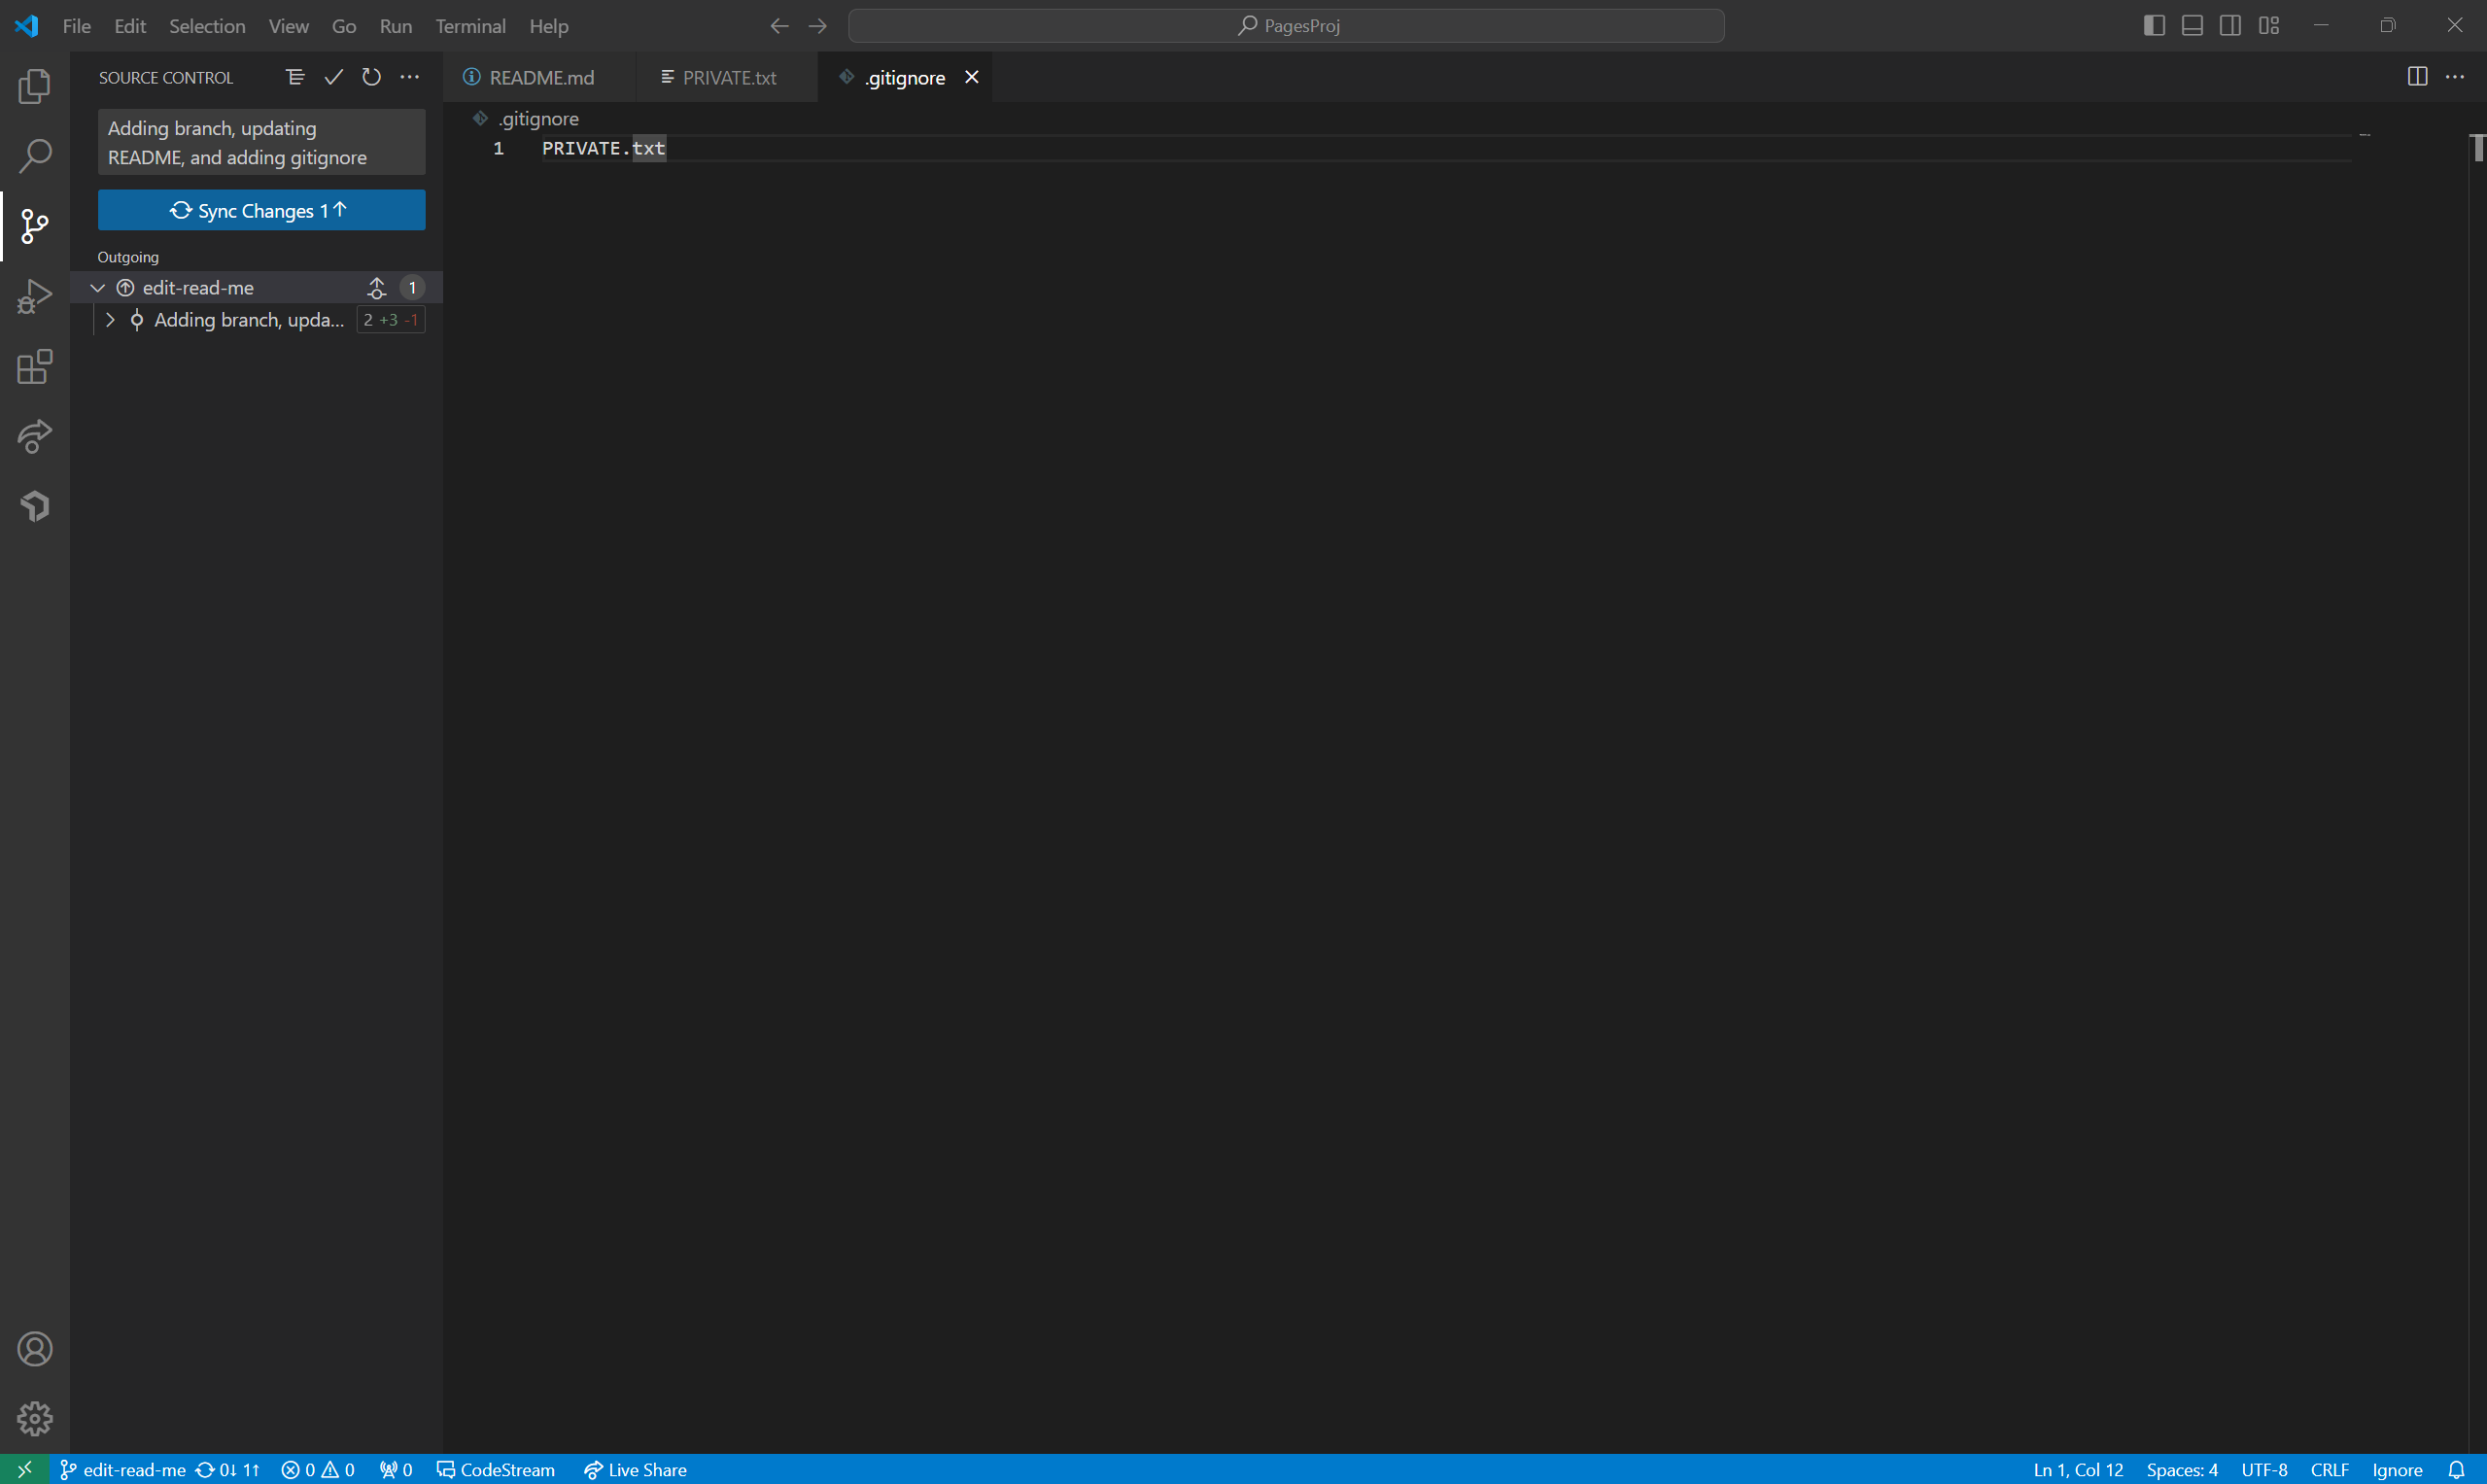 File Edit Selection View Go Run Terminal Help
PagesProj
SOURCE CONTROL
README.md PRIVATE.txt .gitignore
Adding branch, updating
README, and adding gitignore
Sync Changes 1↑
Outgoing
edit-read-me 1
Adding branch, upda... 2 +3 -1
.gitignore
1 PRIVATE.txt
edit-read-me 0↓ 1↑ 0 0 0 CodeStream Live Share Ln 1, Col 12 Spaces: 4 UTF-8 CRLF Ignore